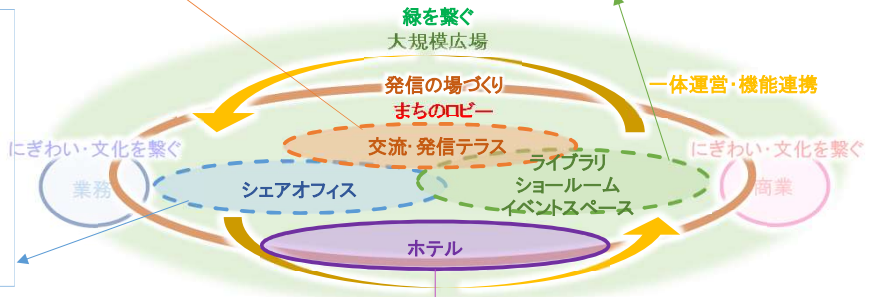 緑を繋ぐ
大規模広場
発信の場づくり
一体運営・機能連携
まちのロビー
交流・発信テラス
にぎわい・文化を繋ぐ
にぎわい・文化を繋ぐ
業務
シェアオフィス
ライブラリ
ショールーム
イベントスペース
商業
ホテル